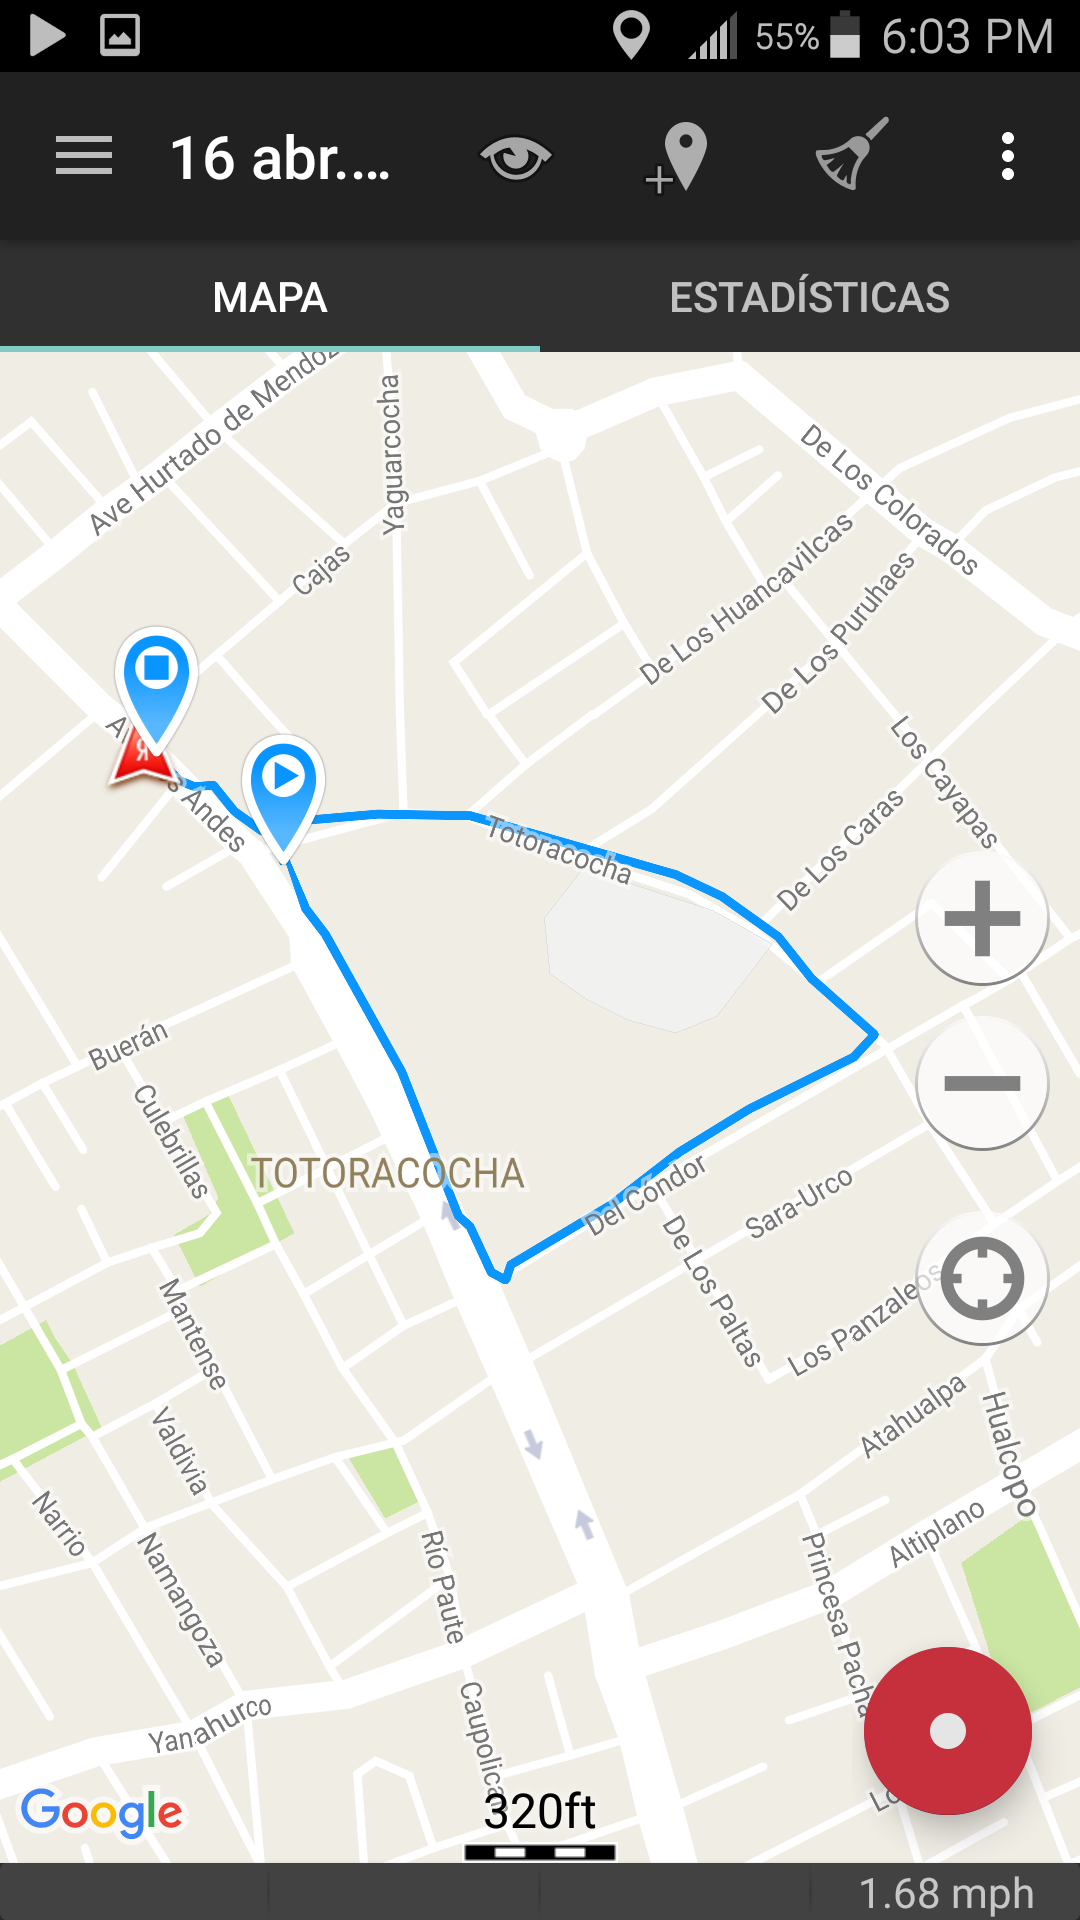 55% 6:03 PM
16 abr....
MAPA
ESTADÍSTICAS
Ave Hurtado de Mendoz
Yaguarcocha
De Los Colorados
Cajas
De Los Huancavilcas
De Los Puruhaes
Los Cayapas
s Andes
Totoracocha
De Los Caras
Buerán
Culebrillas
TOTORACOCHA
Del Cóndor
Sara-Urco
De Los Paltas
Los Panzaleos
Mantense
Atahualpa
Hualcopo
Valdivia
Narrio
Namangoza
Río Paute
Altiplano
Princesa Pacha
Yanahurco
Caupolican
Google
320ft
1.68 mph